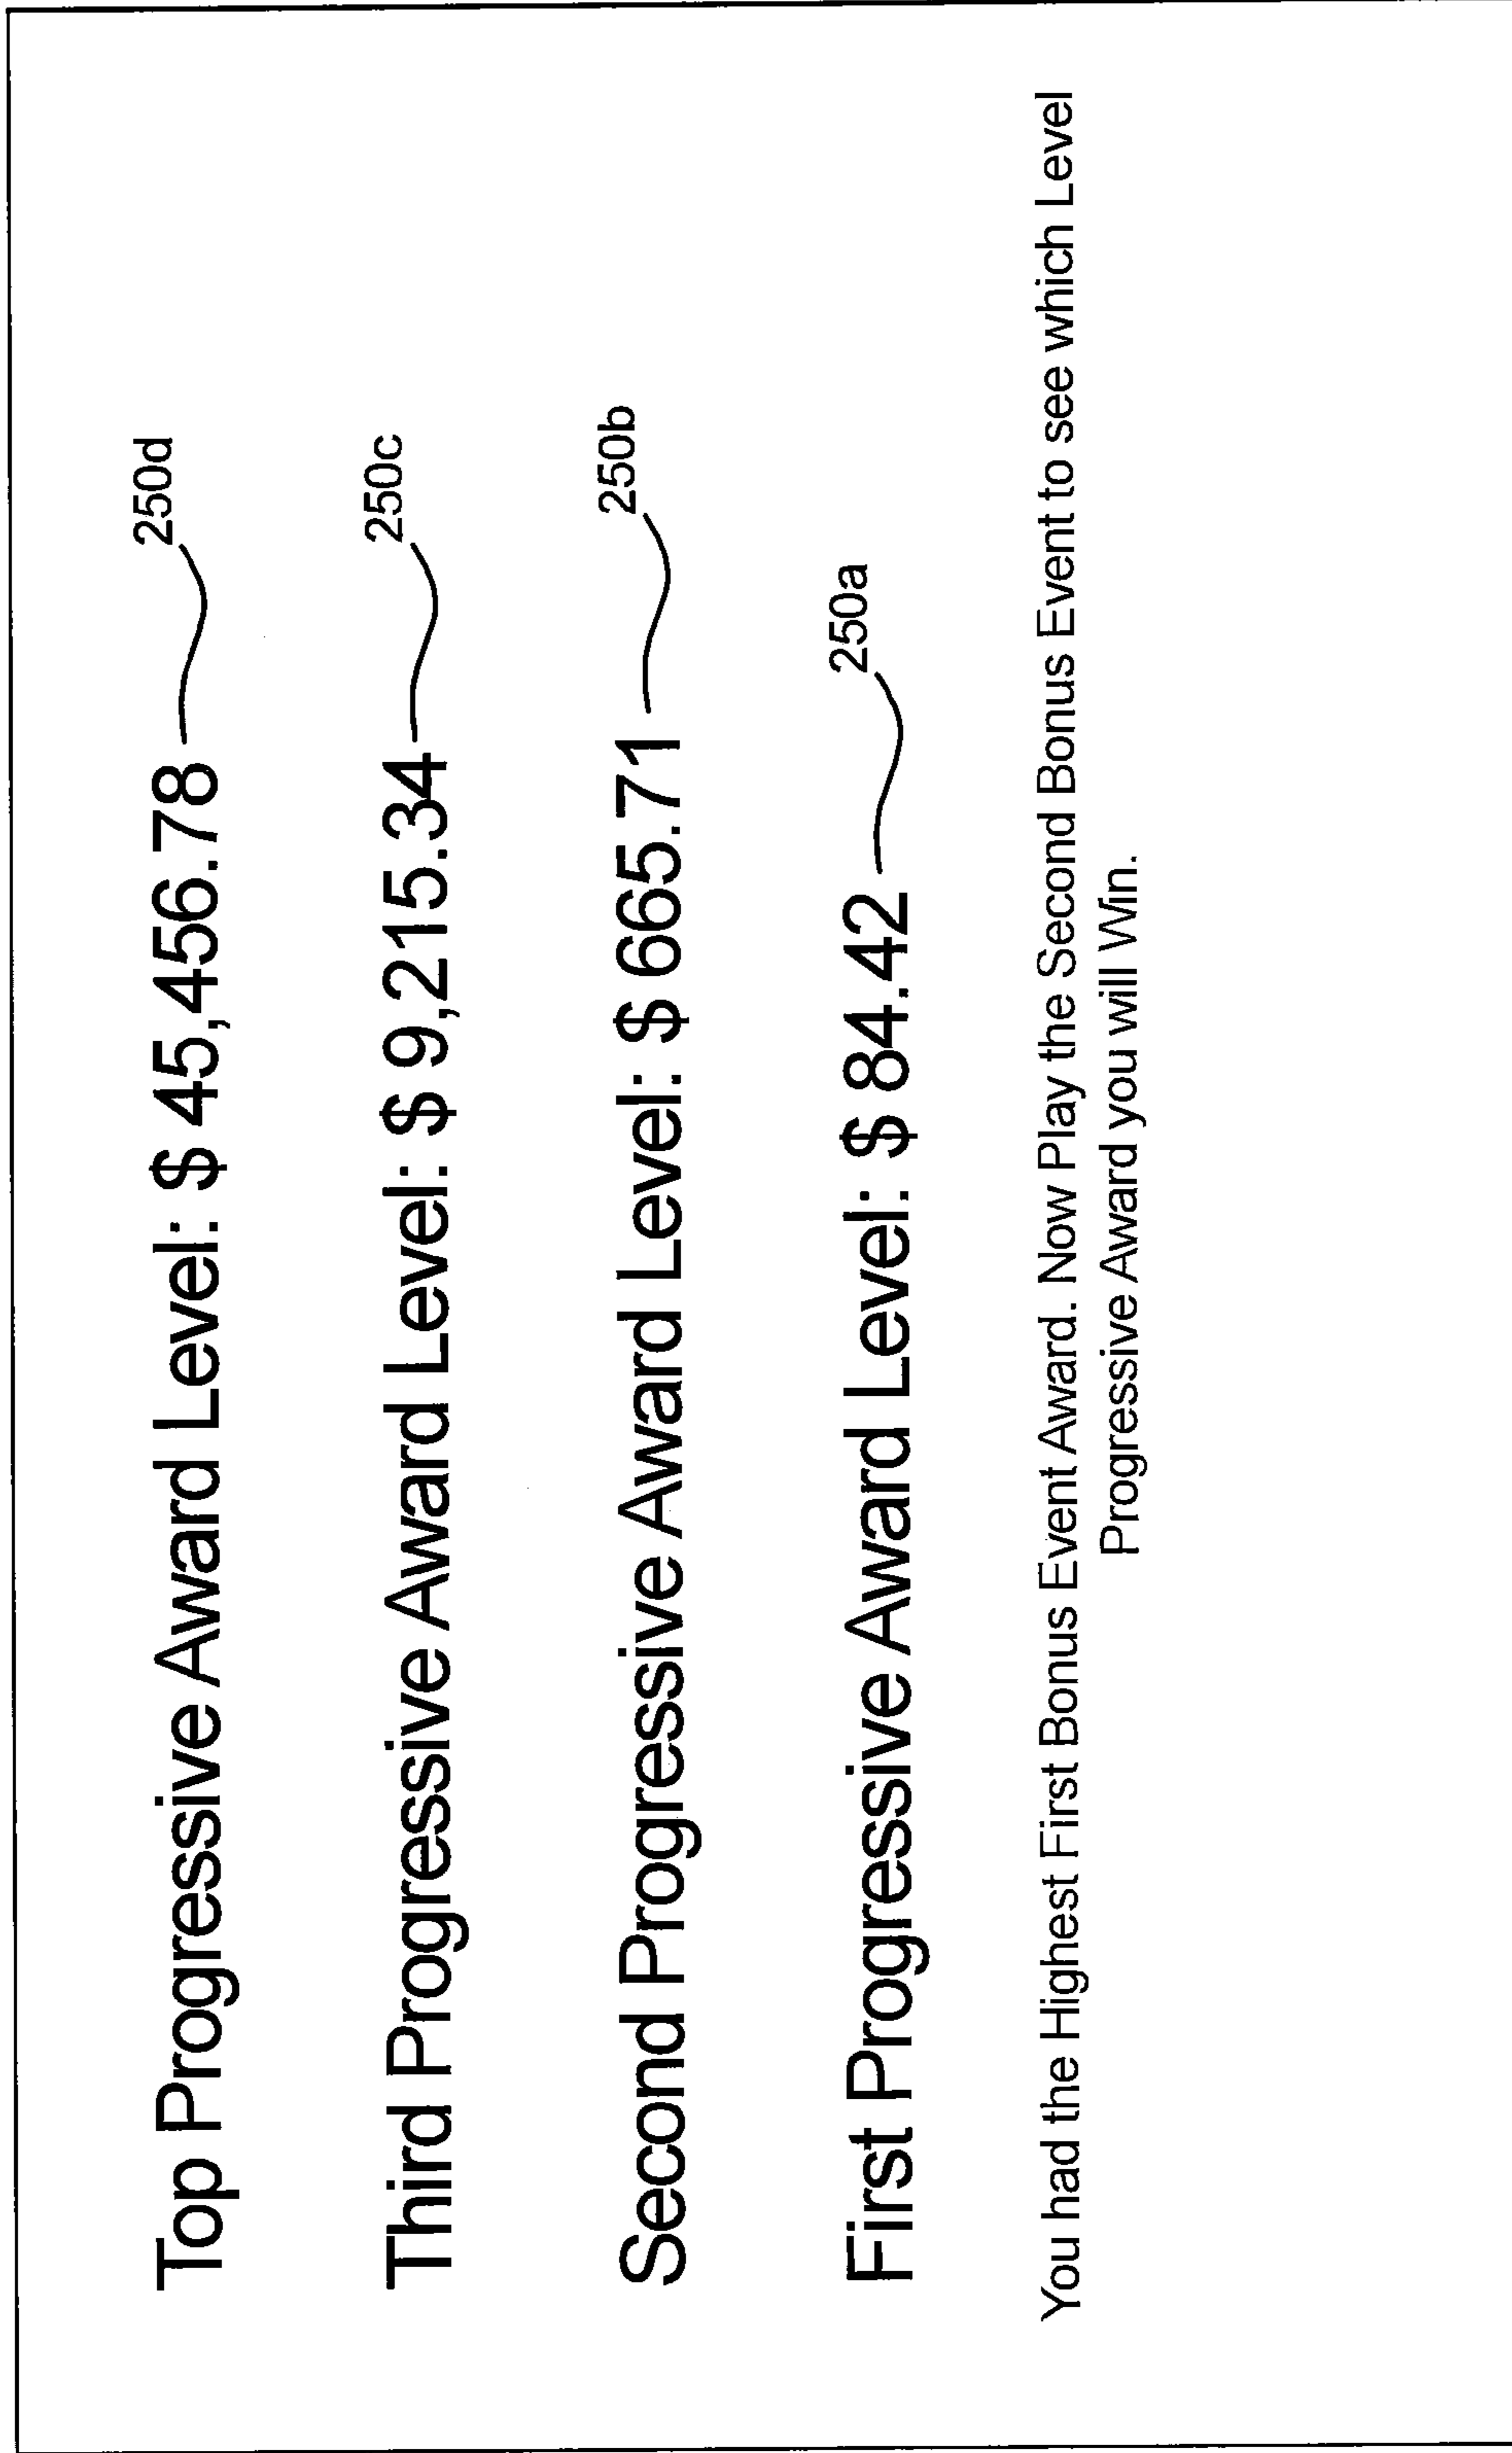 Top Progressive Award Level: $ 45,456.78 250d
Third Progressive Award Level: $ 9,215.34 250c
Second Progressive Award Level: $ 665.71 250b
First Progressive Award Level: $ 84.42 250a
You had the Highest First Bonus Event Award. Now Play the Second Bonus Event to see which Level
Progressive Award you will Win.